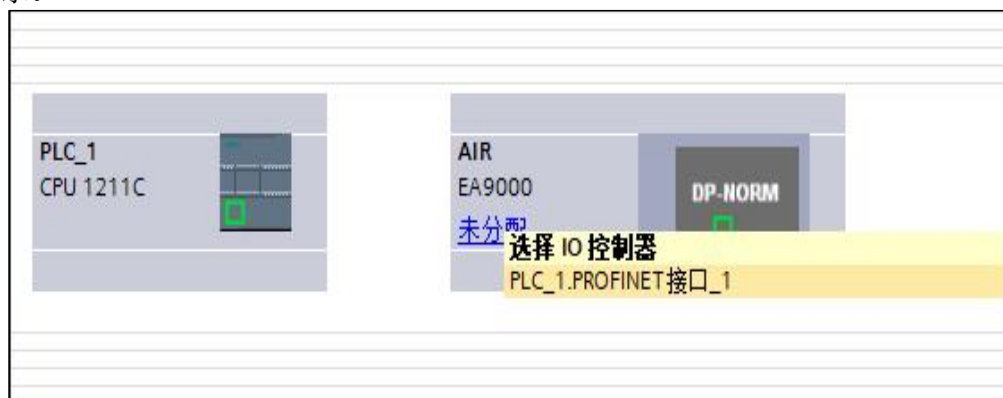 PLC_1
CPU 1211C
AIR
EA9000
DP-NORM
未分配
选择 IO 控制器
PLC_1.PROFINET接口_1